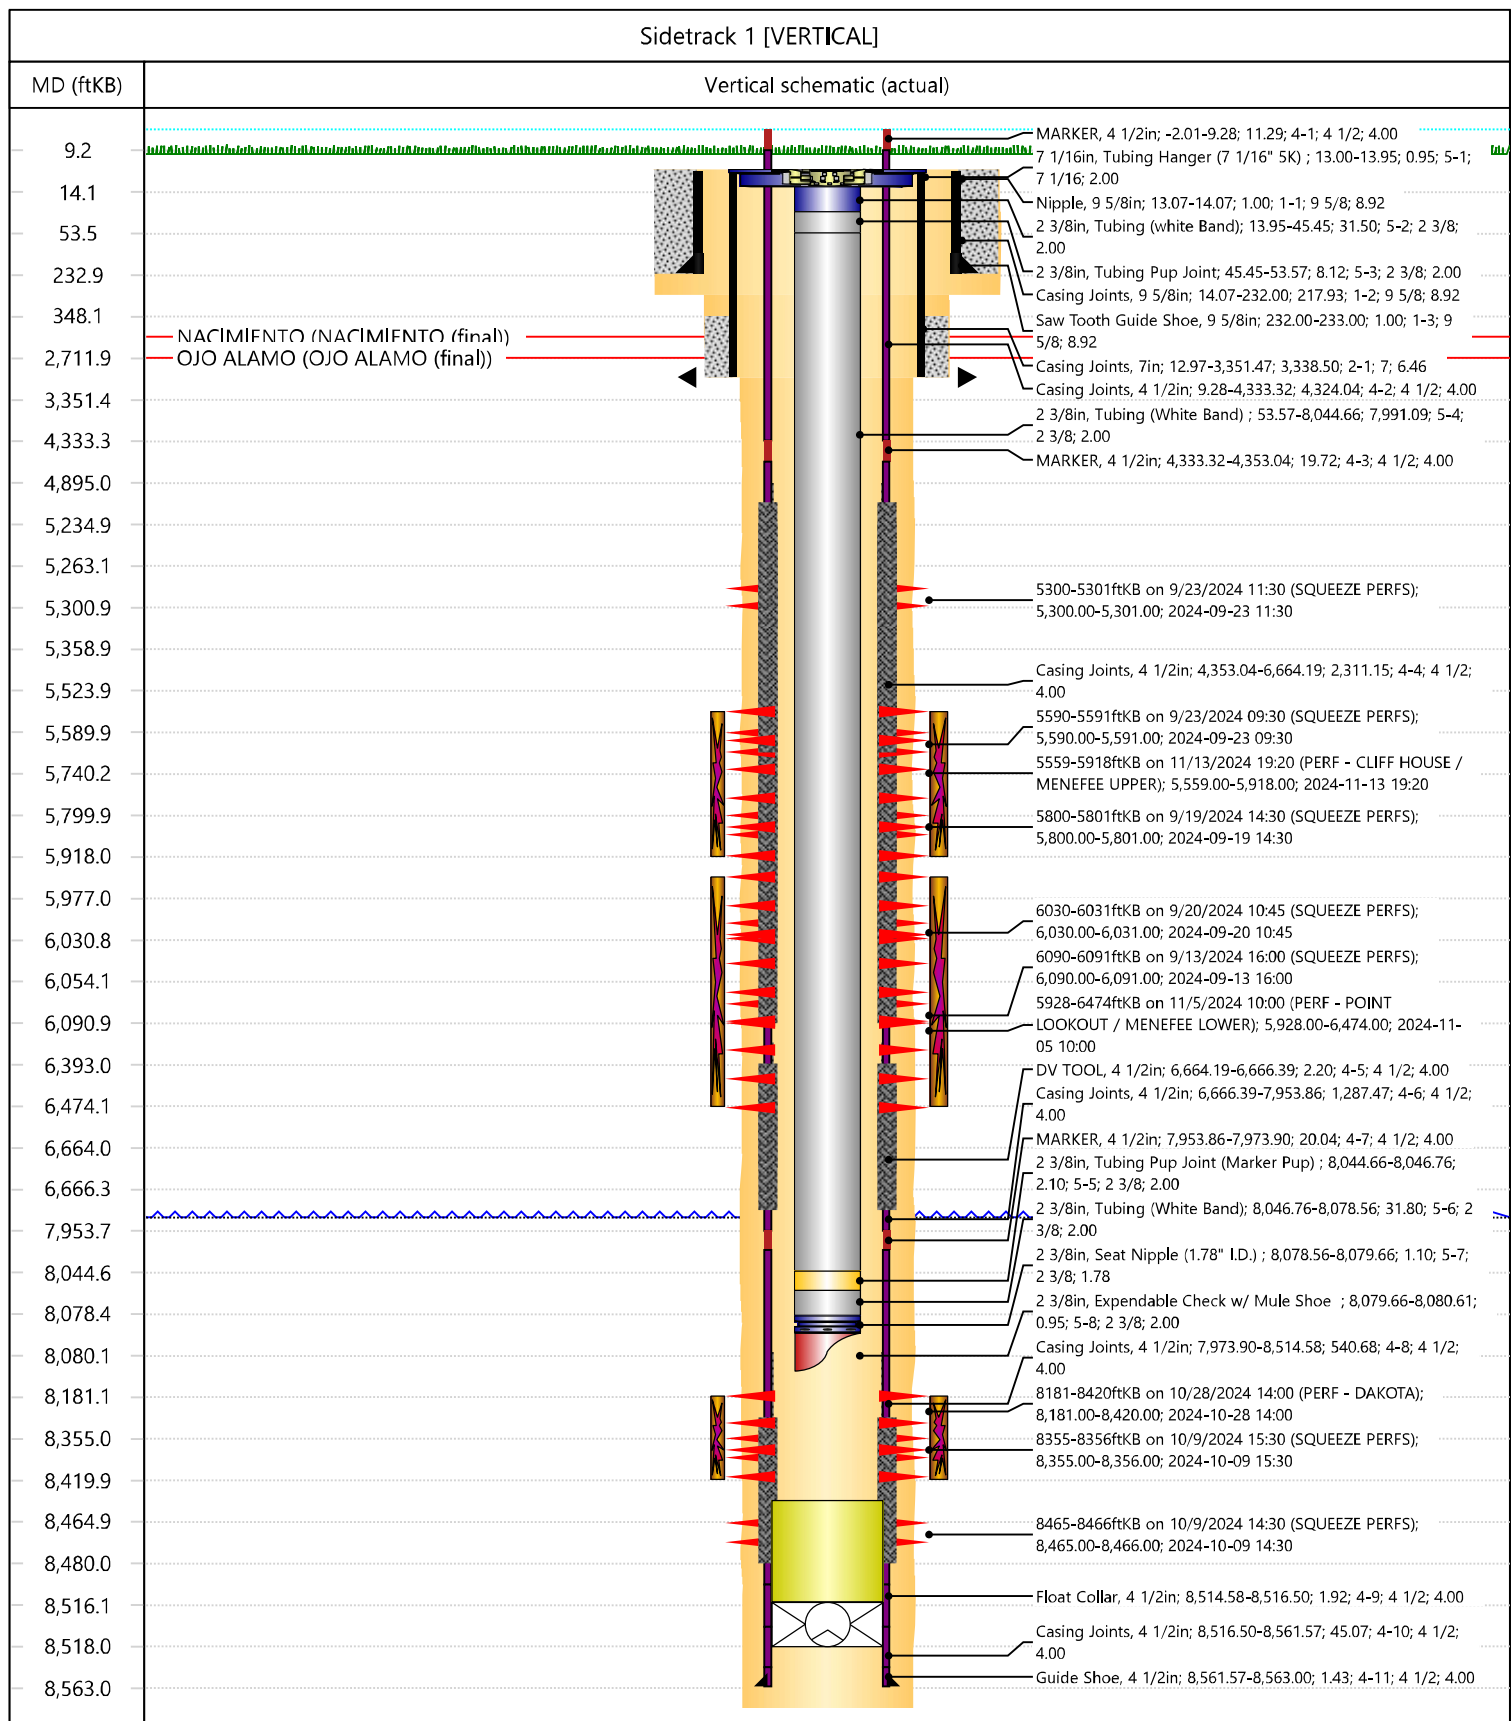 Sidetrack 1 [VERTICAL]
MD (ftKB)
Vertical schematic (actual)
9.2
14.1
53.5
232.9
348.1
2,711.9
3,351.4
4,333.3
4,895.0
5,234.9
5,263.1
5,300.9
5,358.9
5,523.9
5,589.9
5,740.2
5,799.9
5,918.0
5,977.0
6,030.8
6,054.1
6,090.9
6,393.0
6,474.1
6,664.0
6,666.3
7,953.7
8,044.6
8,078.4
8,080.1
8,181.1
8,355.0
8,419.9
8,464.9
8,480.0
8,516.1
8,518.0
8,563.0
NACIMIENTO (NACIMIENTO (final))
OJO ALAMO (OJO ALAMO (final))
MARKER, 4 1/2in; -2.01-9.28; 11.29; 4-1; 4 1/2; 4.00
7 1/16in, Tubing Hanger (7 1/16" 5K) ; 13.00-13.95; 0.95; 5-1;
7 1/16; 2.00
Nipple, 9 5/8in; 13.07-14.07; 1.00; 1-1; 9 5/8; 8.92
2 3/8in, Tubing (white Band); 13.95-45.45; 31.50; 5-2; 2 3/8;
2.00
2 3/8in, Tubing Pup Joint; 45.45-53.57; 8.12; 5-3; 2 3/8; 2.00
Casing Joints, 9 5/8in; 14.07-232.00; 217.93; 1-2; 9 5/8; 8.92
Saw Tooth Guide Shoe, 9 5/8in; 232.00-233.00; 1.00; 1-3; 9
5/8; 8.92
Casing Joints, 7in; 12.97-3,351.47; 3,338.50; 2-1; 7; 6.46
Casing Joints, 4 1/2in; 9.28-4,333.32; 4,324.04; 4-2; 4 1/2; 4.00
2 3/8in, Tubing (White Band) ; 53.57-8,044.66; 7,991.09; 5-4;
2 3/8; 2.00
MARKER, 4 1/2in; 4,333.32-4,353.04; 19.72; 4-3; 4 1/2; 4.00
5300-5301ftKB on 9/23/2024 11:30 (SQUEEZE PERFS);
5,300.00-5,301.00; 2024-09-23 11:30
Casing Joints, 4 1/2in; 4,353.04-6,664.19; 2,311.15; 4-4; 4 1/2;
4.00
5590-5591ftKB on 9/23/2024 09:30 (SQUEEZE PERFS);
5,590.00-5,591.00; 2024-09-23 09:30
5559-5918ftKB on 11/13/2024 19:20 (PERF - CLIFF HOUSE /
MENEFEE UPPER); 5,559.00-5,918.00; 2024-11-13 19:20
5800-5801ftKB on 9/19/2024 14:30 (SQUEEZE PERFS);
5,800.00-5,801.00; 2024-09-19 14:30
6030-6031ftKB on 9/20/2024 10:45 (SQUEEZE PERFS);
6,030.00-6,031.00; 2024-09-20 10:45
6090-6091ftKB on 9/13/2024 16:00 (SQUEEZE PERFS);
6,090.00-6,091.00; 2024-09-13 16:00
5928-6474ftKB on 11/5/2024 10:00 (PERF - POINT
LOOKOUT / MENEFEE LOWER); 5,928.00-6,474.00; 2024-11-
05 10:00
DV TOOL, 4 1/2in; 6,664.19-6,666.39; 2.20; 4-5; 4 1/2; 4.00
Casing Joints, 4 1/2in; 6,666.39-7,953.86; 1,287.47; 4-6; 4 1/2;
4.00
MARKER, 4 1/2in; 7,953.86-7,973.90; 20.04; 4-7; 4 1/2; 4.00
2 3/8in, Tubing Pup Joint (Marker Pup) ; 8,044.66-8,046.76;
2.10; 5-5; 2 3/8; 2.00
2 3/8in, Tubing (White Band); 8,046.76-8,078.56; 31.80; 5-6; 2
3/8; 2.00
2 3/8in, Seat Nipple (1.78" I.D.) ; 8,078.56-8,079.66; 1.10; 5-7;
2 3/8; 1.78
2 3/8in, Expendable Check w/ Mule Shoe  ; 8,079.66-8,080.61;
0.95; 5-8; 2 3/8; 2.00
Casing Joints, 4 1/2in; 7,973.90-8,514.58; 540.68; 4-8; 4 1/2;
4.00
8181-8420ftKB on 10/28/2024 14:00 (PERF - DAKOTA);
8,181.00-8,420.00; 2024-10-28 14:00
8355-8356ftKB on 10/9/2024 15:30 (SQUEEZE PERFS);
8,355.00-8,356.00; 2024-10-09 15:30
8465-8466ftKB on 10/9/2024 14:30 (SQUEEZE PERFS);
8,465.00-8,466.00; 2024-10-09 14:30
Float Collar, 4 1/2in; 8,514.58-8,516.50; 1.92; 4-9; 4 1/2; 4.00
Casing Joints, 4 1/2in; 8,516.50-8,561.57; 45.07; 4-10; 4 1/2;
4.00
Guide Shoe, 4 1/2in; 8,561.57-8,563.00; 1.43; 4-11; 4 1/2; 4.00